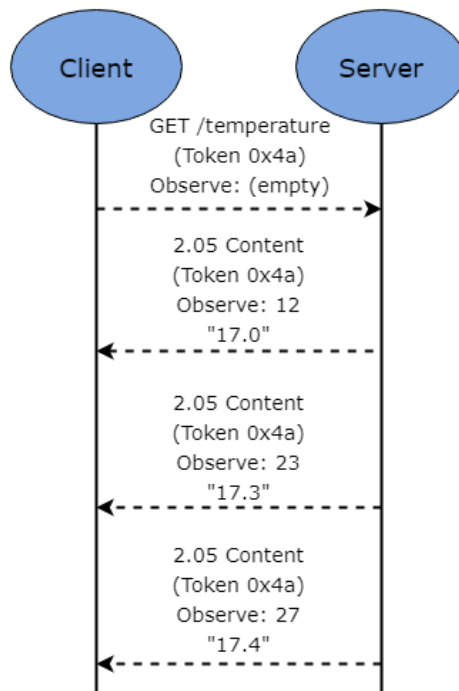 Client
Server
GET /temperature
(Token 0x4a)
Observe: (empty)
2.05 Content
(Token 0x4a)
Observe: 12
"17.0"
2.05 Content
(Token 0x4a)
Observe: 23
"17.3"
2.05 Content
(Token 0x4a)
Observe: 27
"17.4"